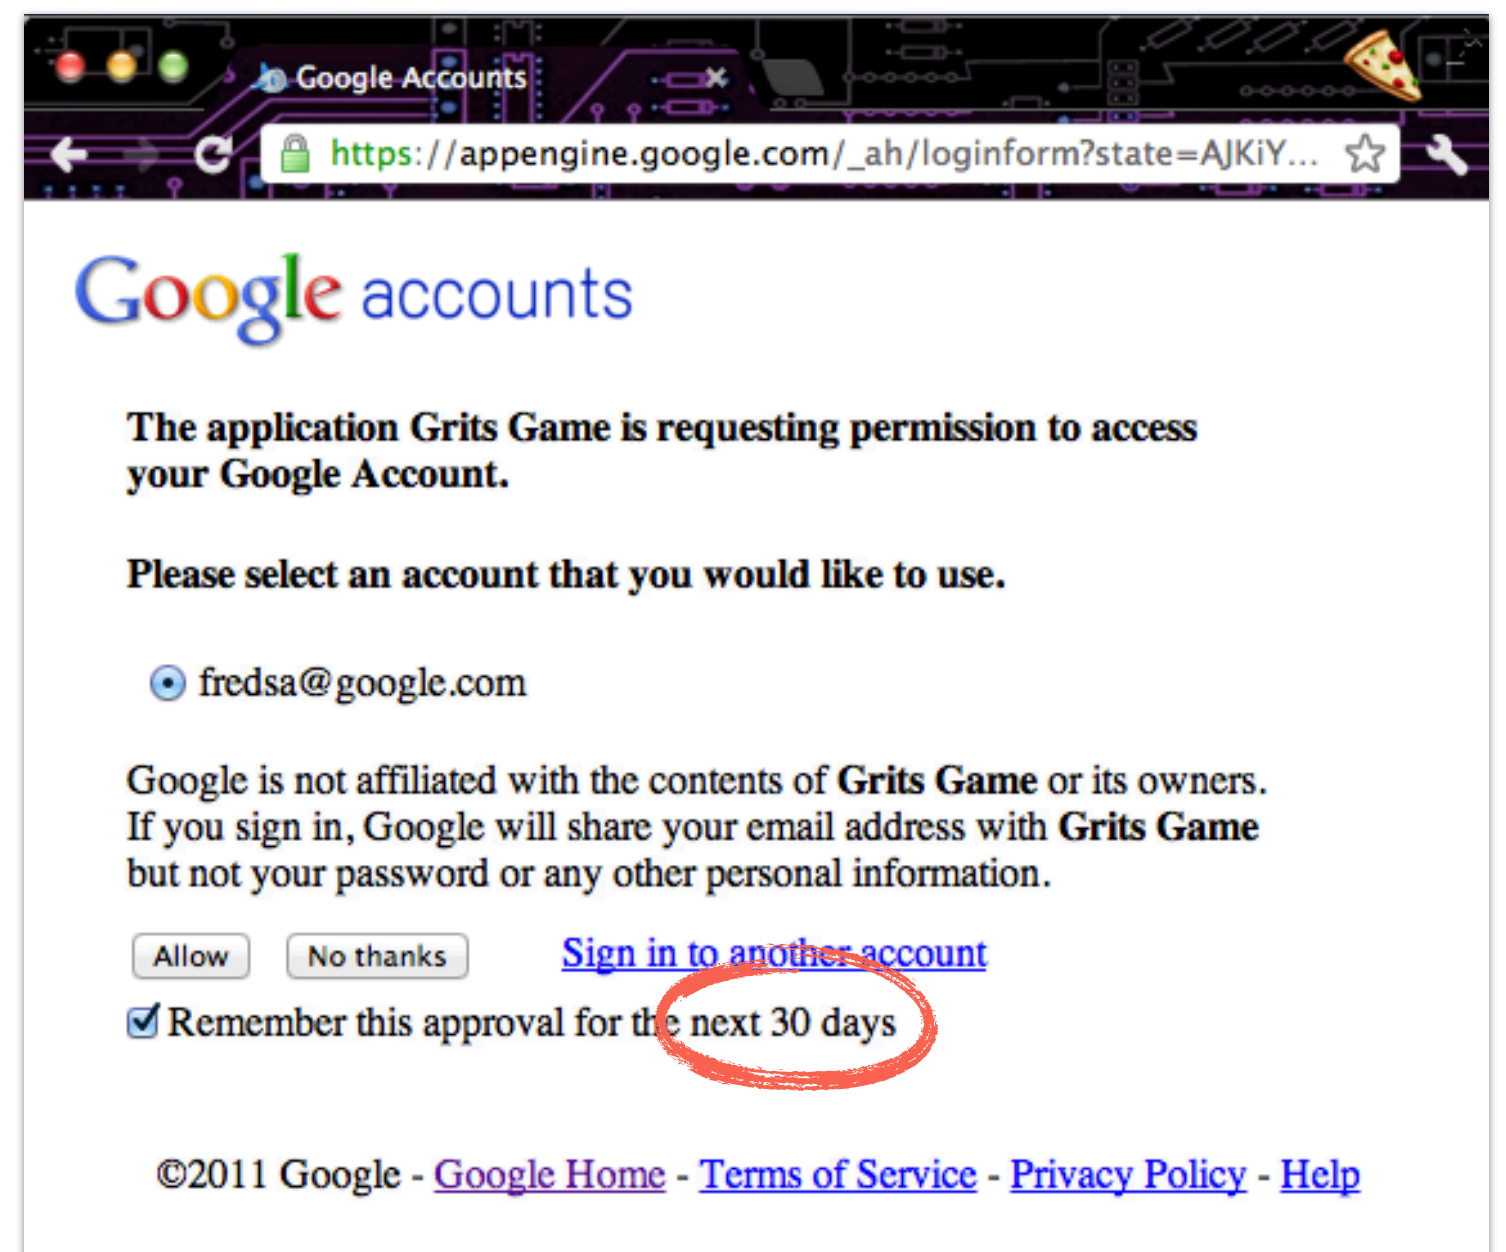 Google Accounts
https://appengine.google.com/_ah/loginform?state=AJKiY...
Google accounts
The application Grits Game is requesting permission to access
your Google Account.
Please select an account that you would like to use.
fredsa@google.com
Google is not affiliated with the contents of Grits Game or its owners.
If you sign in, Google will share your email address with Grits Game
but not your password or any other personal information.
Allow No thanks Sign in to another account
Remember this approval for the next 30 days
©2011 Google - Google Home - Terms of Service - Privacy Policy - Help